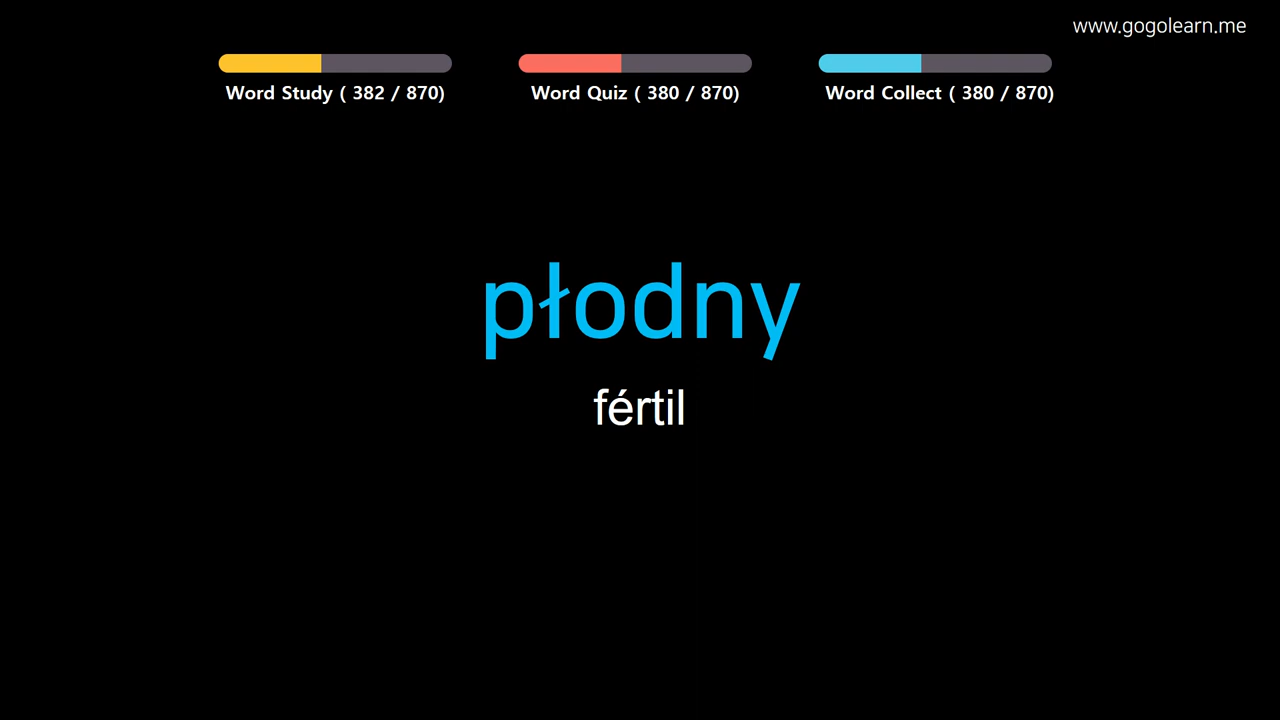 www.gogolearn.me
Word Study ( 382 / 870)
Word Quiz ( 380 / 870)
Word Collect ( 380 / 870)
płodny
fértil